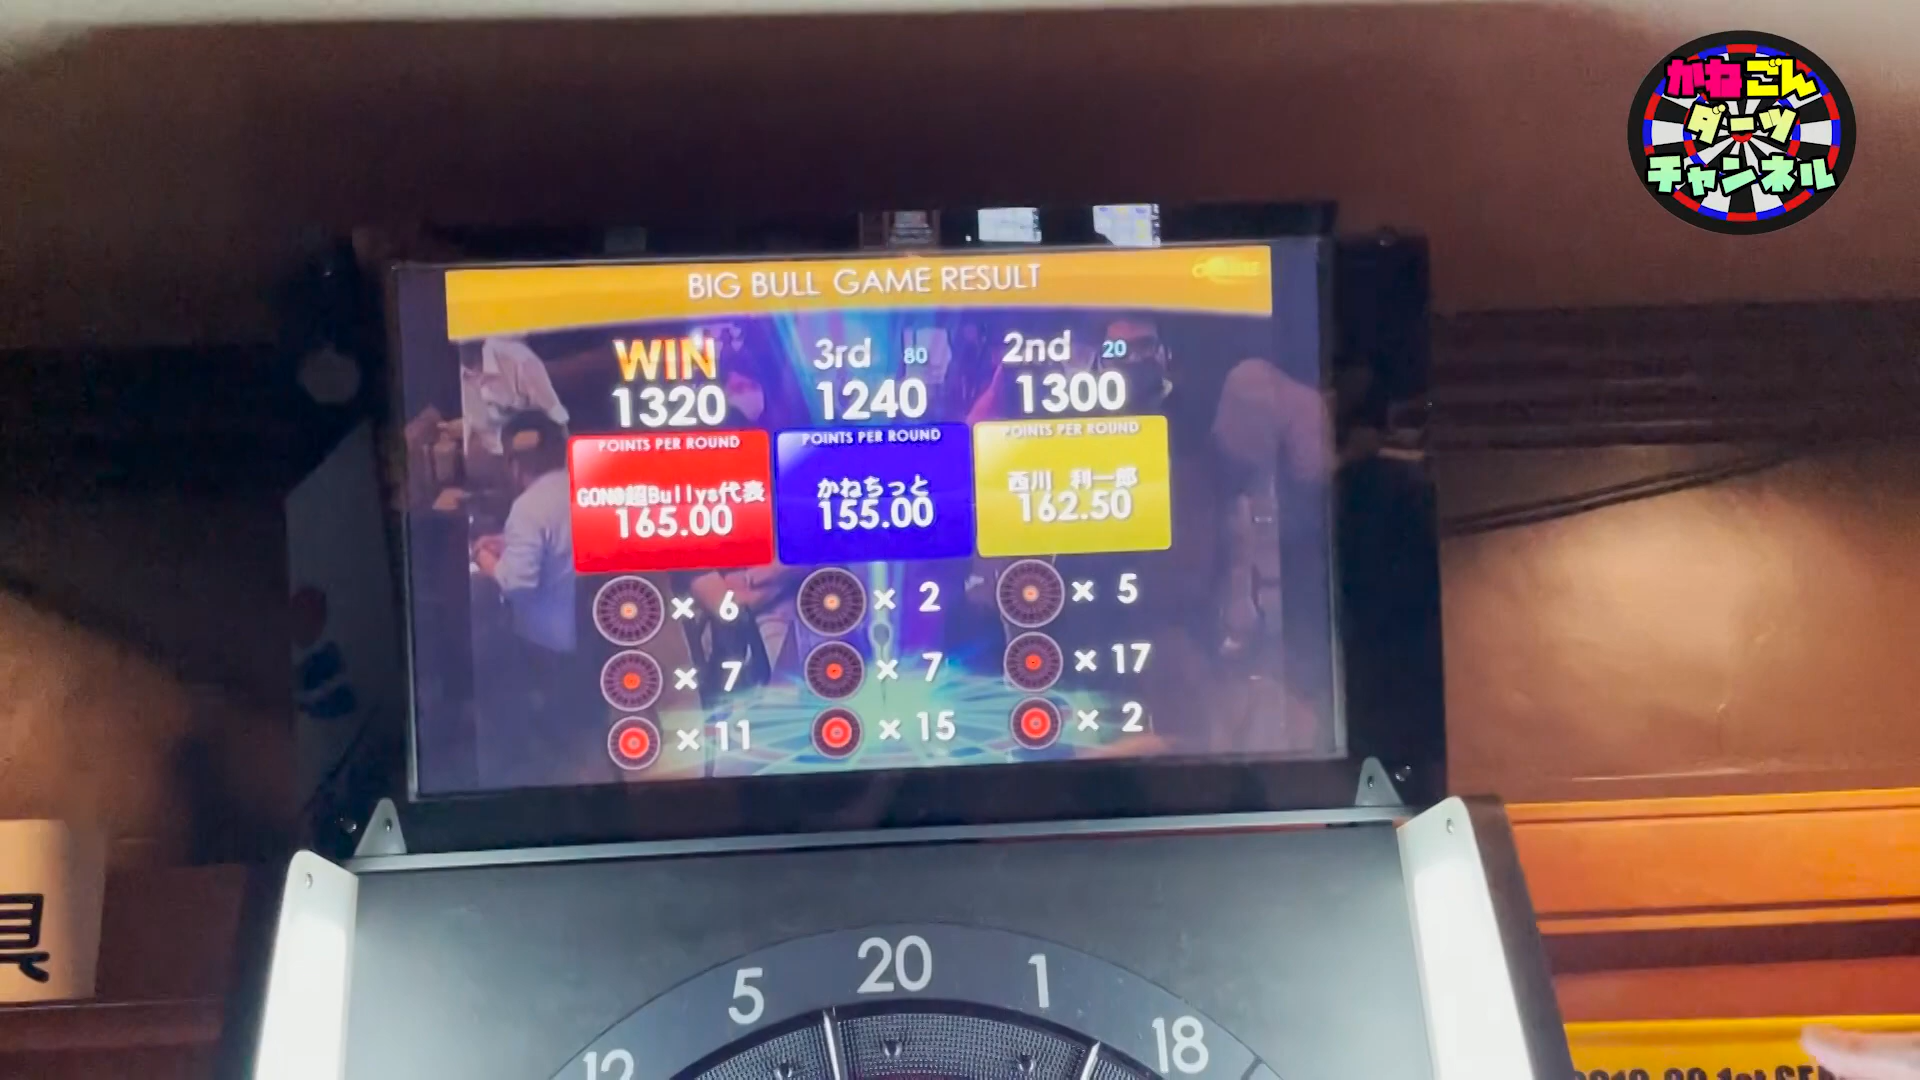 かねごん
ダーツ
チャンネル
BIG BULL GAME RESULT
WIN
1320
3rd 80
1240
2nd 20
1300
POINTS PER ROUND
POINTS PER ROUND
POINTS PER ROUND
GON@超Bullys代表
165.00
かねちっと
155.00
西川 利一郎
162.50
× 6
× 2
× 5
× 7
× 7
× 17
× 11
× 15
× 2
12
5
20
1
18